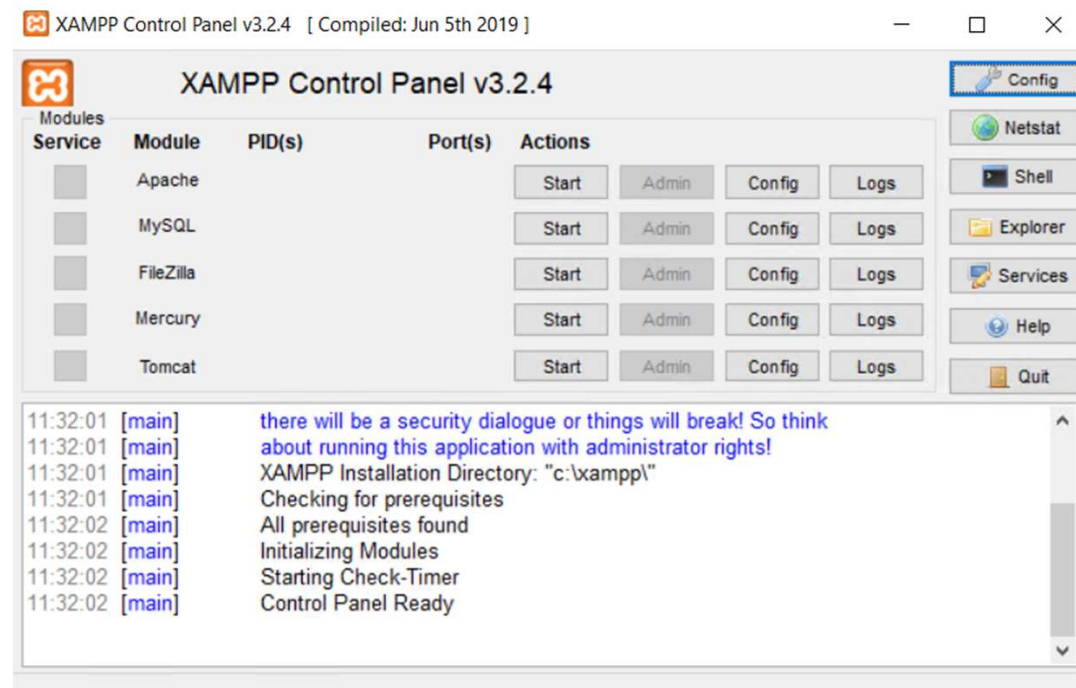 XAMPP Control Panel v3.2.4 [ Compiled: Jun 5th 2019 ]
XAMPP Control Panel v3.2.4
Config
Modules
Netstat
Service Module PID(s) Port(s) Actions
Apache Start Admin Config Logs
Shell
MySQL Start Admin Config Logs
Explorer
FileZilla Start Admin Config Logs
Services
Mercury Start Admin Config Logs
Help
Tomcat Start Admin Config Logs
Quit
11:32:01 [main] there will be a security dialogue or things will break! So think
11:32:01 [main] about running this application with administrator rights!
11:32:01 [main] XAMPP Installation Directory: "c:\xampp\"
11:32:01 [main] Checking for prerequisites
11:32:02 [main] All prerequisites found
11:32:02 [main] Initializing Modules
11:32:02 [main] Starting Check-Timer
11:32:02 [main] Control Panel Ready